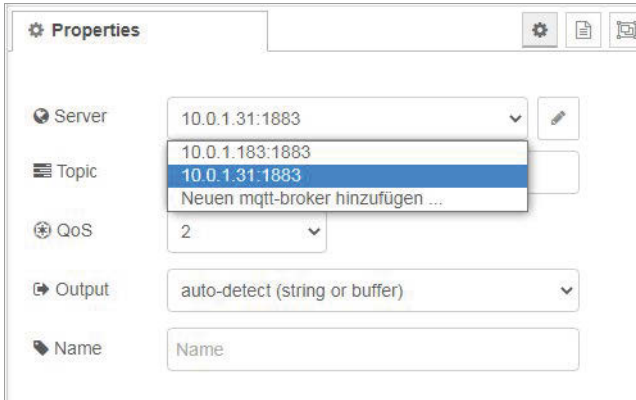 Properties
Server
10.0.1.31:1883
10.0.1.183:1883
Topic
10.0.1.31:1883
Neuen mqtt-broker hinzufügen ...
QoS
2
Output
auto-detect (string or buffer)
Name
Name